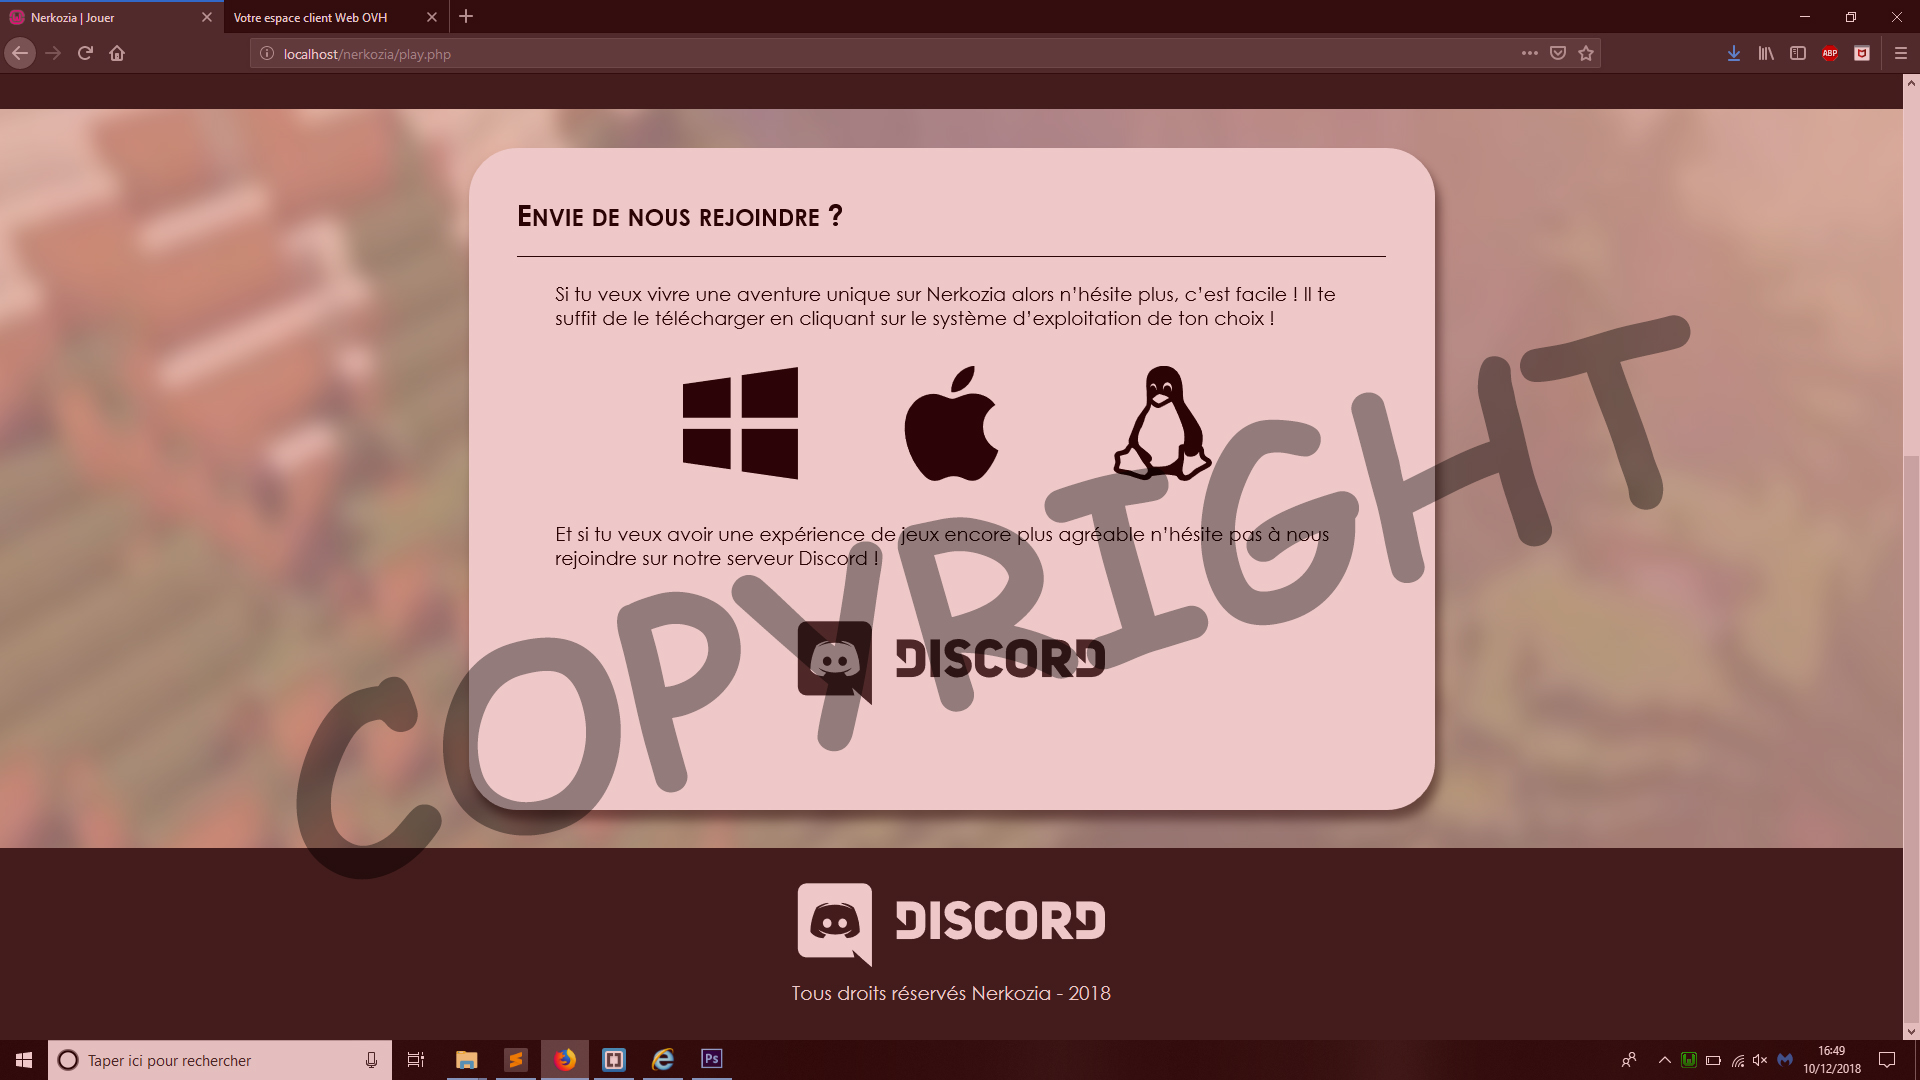 Nerkozia | Jouer
Votre espace client Web OVH
localhost/nerkozia/play.php
ABP
ENVIE DE NOUS REJOINDRE ?
Si tu veux vivre une aventure unique sur Nerkozia alors n’hésite plus, c’est facile ! Il te
suffit de le télécharger en cliquant sur le système d’exploitation de ton choix !
Et si tu veux avoir une expérience de jeux encore plus agréable n’hésite pas à nous
rejoindre sur notre serveur Discord !
DISCORD
COPYRIGHT
DISCORD
Tous droits réservés Nerkozia - 2018
Taper ici pour rechercher
Ps
16:49
10/12/2018